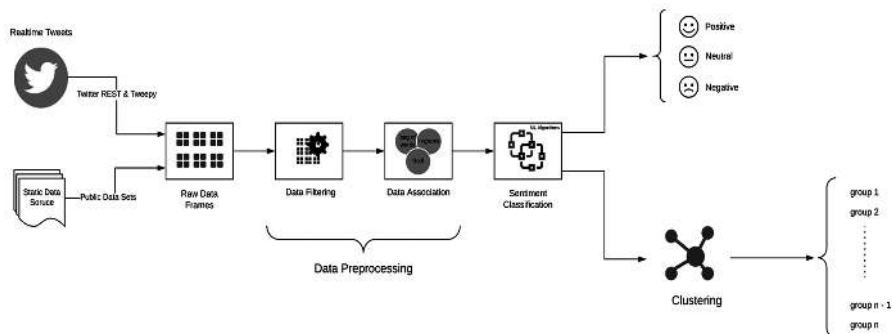 Realtime Tweets
Twitter REST & Tweepy
Static Data
Soruce
Public Data Sets
Raw Data
Frames
Data Filtering
Data Association
Data Preprocessing
ML Algorithms
Sentiment
Classification
Positive
Neutral
Negative
Clustering
group 1
group 2
group n - 1
group n